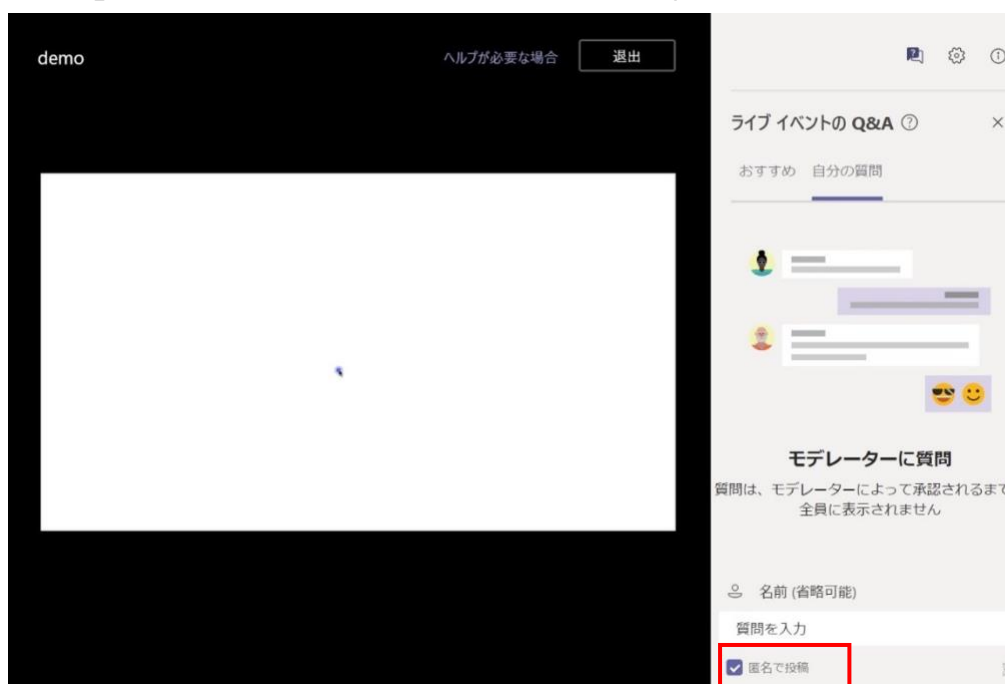 demo
ヘルプが必要な場合
退出
ライブ イベントの Q&A
おすすめ 自分の質問
モデレーターに質問
質問は、モデレーターによって承認されるまで
全員に表示されません
名前 (省略可能)
質問を入力
匿名で投稿